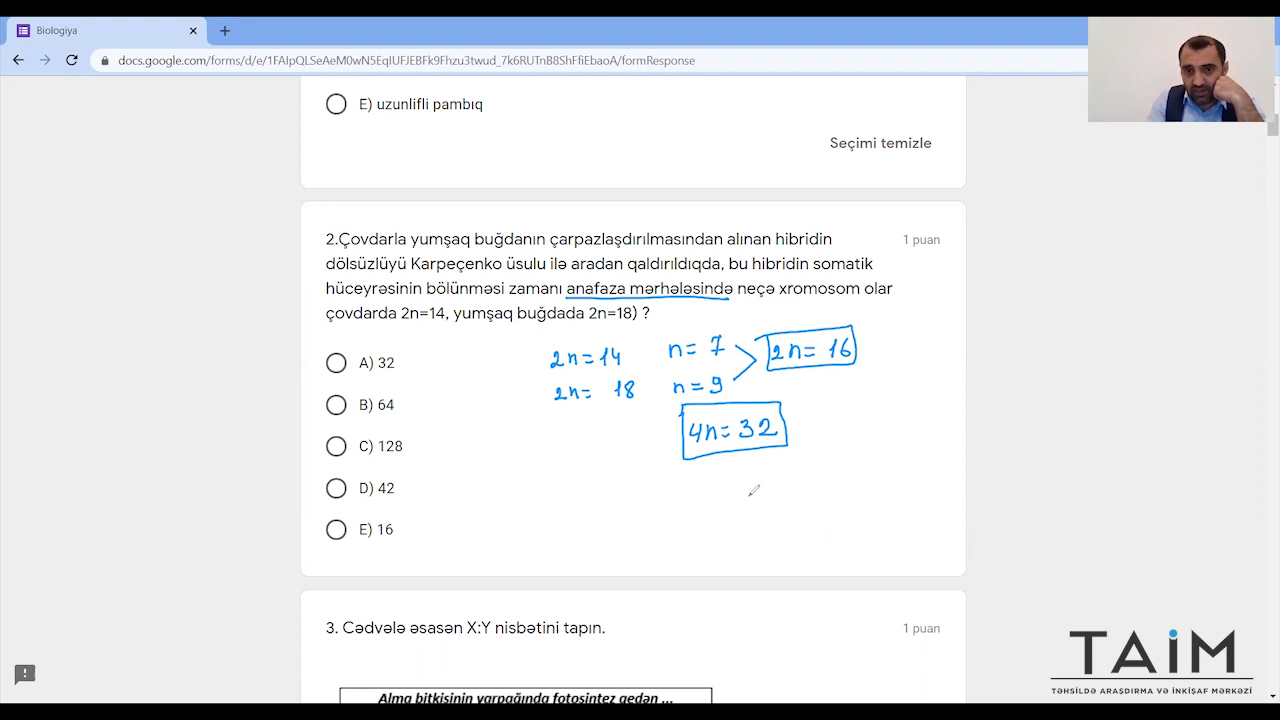 Biologiya
docs.google.com/forms/d/e/1FAIpQLSeAeM0wN5EqIUFJEBFk9Fhzu3twud_7k6RUTnB8ShFfiEbaoA/formResponse
E) uzunlifli pambıq
Seçimi temizle
2.Çovdarla yumşaq buğdanın çarpazlaşdırılmasından alınan hibridin
1 puan
dölsüzlüyü Karpeçenko üsulu ilə aradan qaldırıldıqda, bu hibridin somatik
hüceyrəsinin bölünməsi zamanı anafaza mərhələsində neçə xromosom olar
çovdarda 2n=14, yumşaq buğdada 2n=18) ?
A) 32
B) 64
C) 128
D) 42
E) 16
2n=14 n=7 2n=16
2n= 18 n=9
4n=32
3. Cədvələ əsasən X:Y nisbətini tapın.
1 puan
Alma bitkisinin yarpağında fotosintez gedən ...
TAiM
TƏHSİLDƏ ARAŞDIRMA VƏ İNKİŞAF MƏRKƏZİ